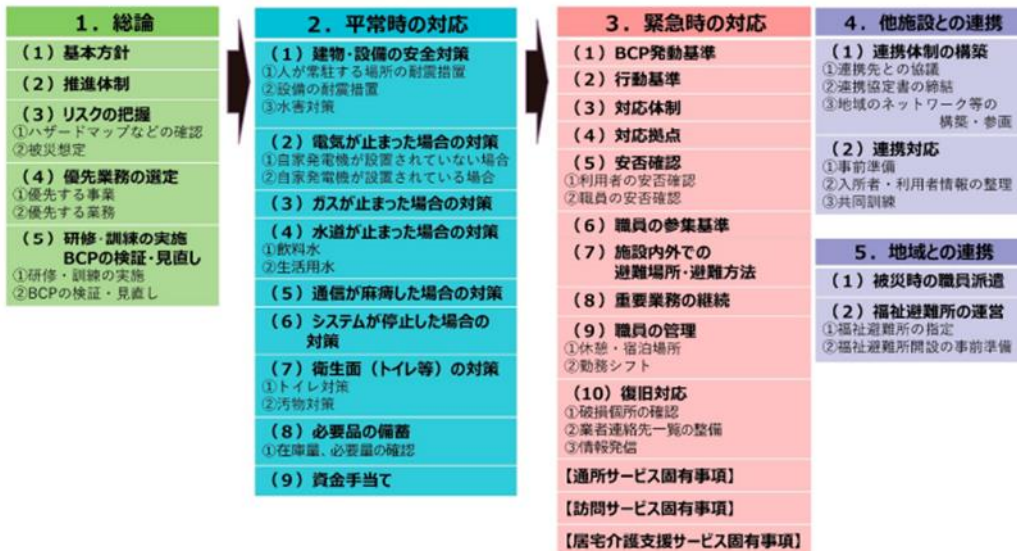 1．総論
（1）基本方針
（2）推進体制
（3）リスクの把握
①ハザードマップなどの確認
②被災想定
（4）優先業務の選定
①優先する事業
②優先する業務
（5）研修・訓練の実施
BCPの検証・見直し
①研修・訓練の実施
②BCPの検証・見直し
2．平常時の対応
（1）建物・設備の安全対策
①人が常駐する場所の耐震措置
②設備の耐震措置
③水害対策
（2）電気が止まった場合の対策
①自家発電機が設置されていない場合
②自家発電機が設置されている場合
（3）ガスが止まった場合の対策
（4）水道が止まった場合の対策
①飲料水
②生活用水
（5）通信が麻痺した場合の対策
（6）システムが停止した場合の
対策
（7）衛生面（トイレ等）の対策
①トイレ対策
②汚物対策
（8）必要品の備蓄
①在庫量、必要量の確認
（9）資金手当て
3．緊急時の対応
（1）BCP発動基準
（2）行動基準
（3）対応体制
（4）対応拠点
（5）安否確認
①利用者の安否確認
②職員の安否確認
（6）職員の参集基準
（7）施設内外での
避難場所・避難方法
（8）重要業務の継続
（9）職員の管理
①休憩・宿泊場所
②勤務シフト
（10）復旧対応
①破損個所の確認
②業者連絡先一覧の整備
③情報発信
【通所サービス固有事項】
【訪問サービス固有事項】
【居宅介護支援サービス固有事項】
4．他施設との連携
（1）連携体制の構築
①連携先との協議
②連携協定書の締結
③地域のネットワーク等の
構築・参画
（2）連携対応
①事前準備
②入所者・利用者情報の整理
③共同訓練
5．地域との連携
（1）被災時の職員派遣
（2）福祉避難所の運営
①福祉避難所の指定
②福祉避難所開設の事前準備